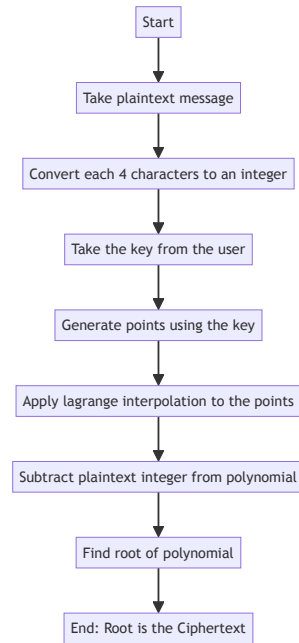 Start
Take plaintext message
Convert each 4 characters to an integer
Take the key from the user
Generate points using the key
Apply lagrange interpolation to the points
Subtract plaintext integer from polynomial
Find root of polynomial
End: Root is the Ciphertext